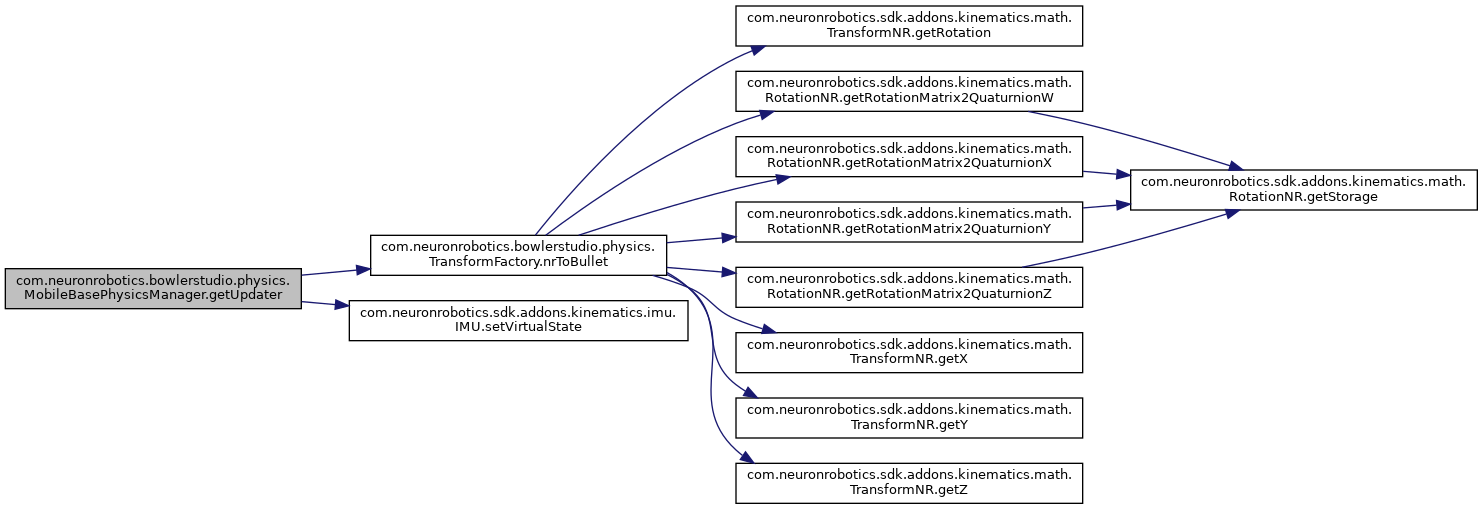 com.neuronrobotics.bowlerstudio.physics.
MobileBasePhysicsManager.getUpdater
com.neuronrobotics.bowlerstudio.physics.
TransformFactory.nrToBullet
com.neuronrobotics.sdk.addons.kinematics.imu.
IMU.setVirtualState
com.neuronrobotics.sdk.addons.kinematics.math.
TransformNR.getRotation
com.neuronrobotics.sdk.addons.kinematics.math.
RotationNR.getRotationMatrix2QuaturnionW
com.neuronrobotics.sdk.addons.kinematics.math.
RotationNR.getRotationMatrix2QuaturnionX
com.neuronrobotics.sdk.addons.kinematics.math.
RotationNR.getRotationMatrix2QuaturnionY
com.neuronrobotics.sdk.addons.kinematics.math.
RotationNR.getRotationMatrix2QuaturnionZ
com.neuronrobotics.sdk.addons.kinematics.math.
TransformNR.getX
com.neuronrobotics.sdk.addons.kinematics.math.
TransformNR.getY
com.neuronrobotics.sdk.addons.kinematics.math.
TransformNR.getZ
com.neuronrobotics.sdk.addons.kinematics.math.
RotationNR.getStorage